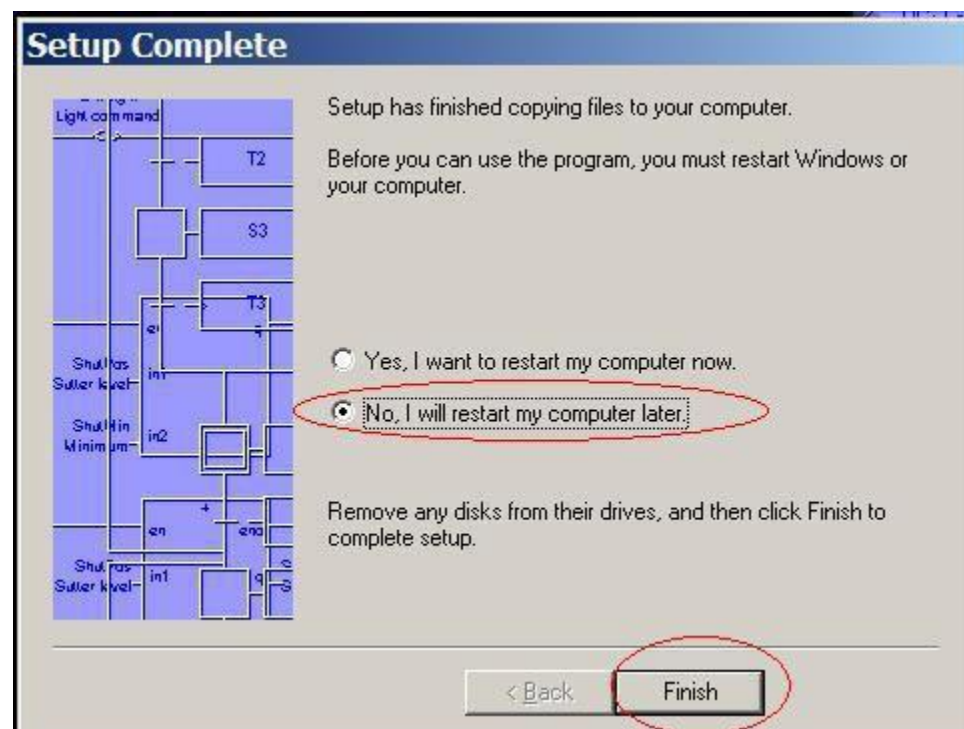 Setup Complete
Light command
T2
S3
T3
in1
in2
Minimum
en
in1
Setup has finished copying files to your computer.
Before you can use the program, you must restart Windows or
your computer.
Yes, I want to restart my computer now.
No, I will restart my computer later.
Remove any disks from their drives, and then click Finish to
complete setup.
< Back
Finish